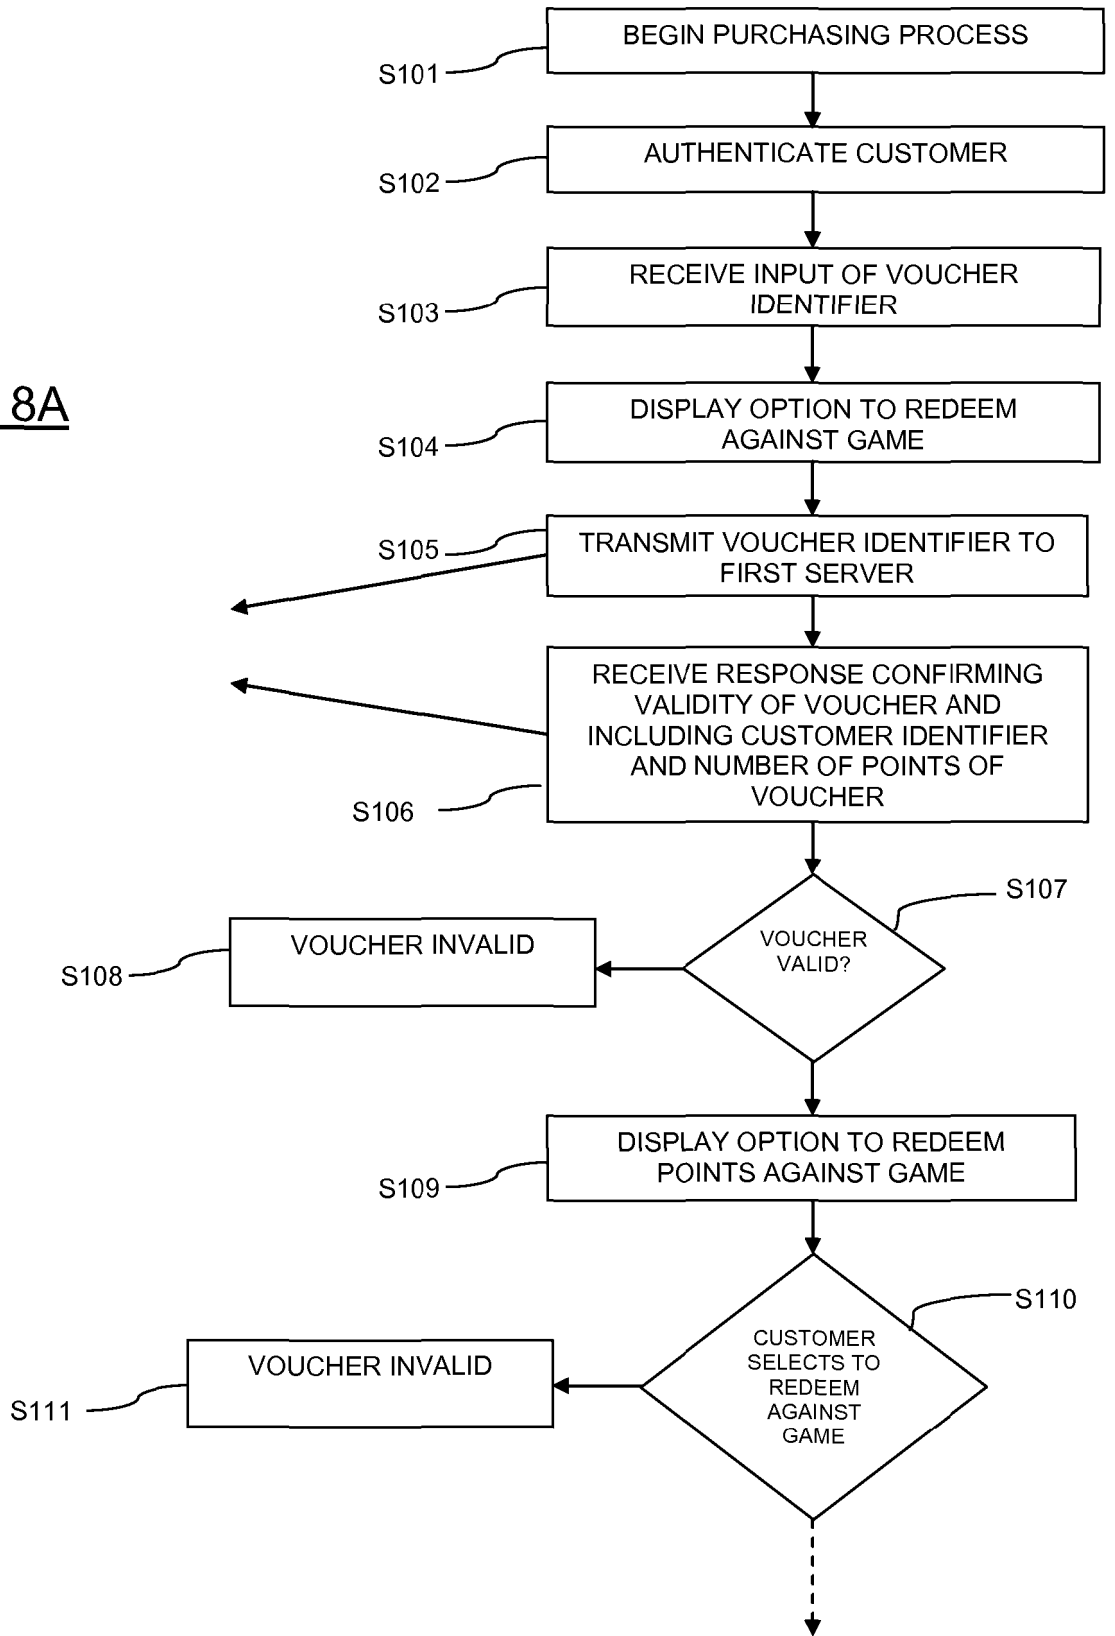 BEGIN PURCHASING PROCESS
S101
AUTHENTICATE CUSTOMER
S102
RECEIVE INPUT OF VOUCHER
IDENTIFIER
S103
8A
DISPLAY OPTION TO REDEEM
AGAINST GAME
S104
TRANSMIT VOUCHER IDENTIFIER TO
FIRST SERVER
S105
RECEIVE RESPONSE CONFIRMING
VALIDITY OF VOUCHER AND
INCLUDING CUSTOMER IDENTIFIER
AND NUMBER OF POINTS OF
VOUCHER
S106
S107
VOUCHER
VALID?
VOUCHER INVALID
S108
DISPLAY OPTION TO REDEEM
POINTS AGAINST GAME
S109
S110
CUSTOMER
SELECTS TO
REDEEM
AGAINST
GAME
VOUCHER INVALID
S111